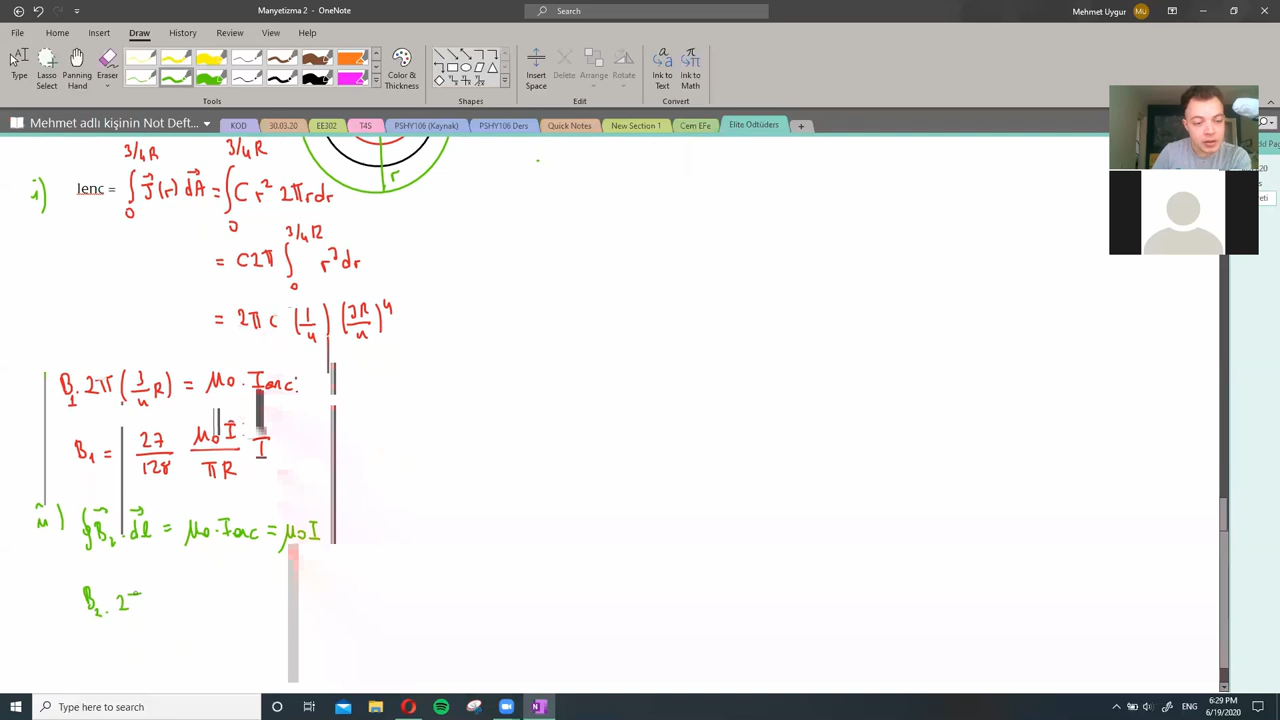 Manyetizma 2 - OneNote
Search
Mehmet Uygur
MU
File Home Insert Draw History Review View Help
Type Lasso Select Panning Hand Eraser
Color & Thickness
Insert Space Delete Arrange Rotate
Ink to Text Ink to Math
Tools Shapes Convert
Mehmet adlı kişinin Not Deft... KOD 30.03.20 EE302 T4S PSHY106 (Kaynak) PSHY106 Ders Quick Notes New Section 1 Cem EFe Elite Odtüders +
r
i) Ienc = ∫₀^{3/4R} J⃗(r) dA⃗ = ∫₀^{3/4R} C r² 2πr dr
= C2π ∫₀^{3/4R} r³ dr
= 2πC (1/4) (3R/4)⁴
B₁.2π(3/4 R) = μ₀.Ienc
B₁ = 27/128 μ₀I/πR
ii) ∮B⃗₂.dl⃗ = μ₀.Ienc = μ₀I
B₂.2
Type here to search
6:29 PM
6/19/2020